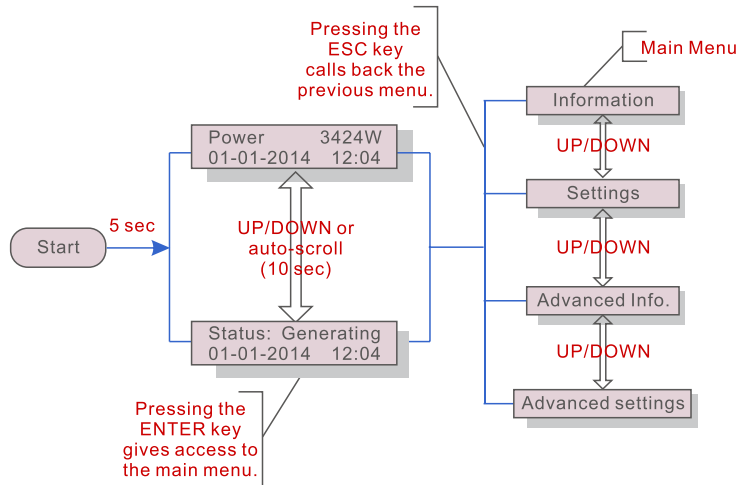 Pressing the
ESC key
calls back the
previous menu.
Main Menu
Information
UP/DOWN
Settings
UP/DOWN
Advanced Info.
UP/DOWN
Advanced settings
Power 3424W
01-01-2014 12:04
Start
5 sec
UP/DOWN or
auto-scroll
(10 sec)
Status: Generating
01-01-2014 12:04
Pressing the
ENTER key
gives access to
the main menu.